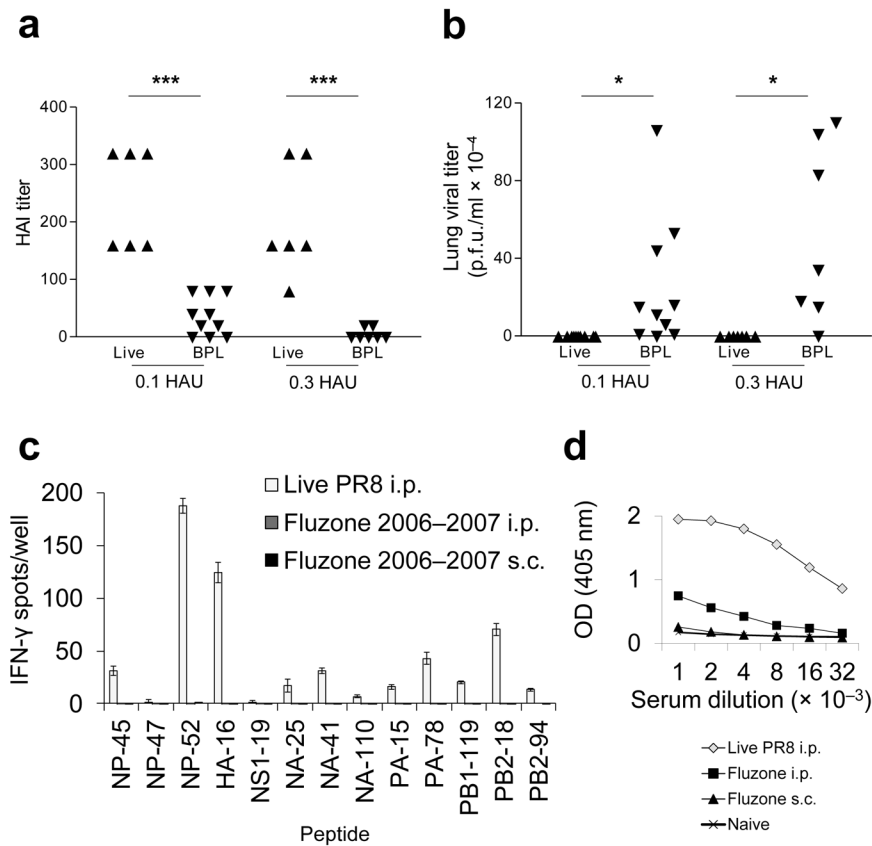 a
***
***
HAI titer
400
300
200
100
0
Live
BPL
Live
BPL
0.1 HAU
0.3 HAU
b
*
*
Lung viral titer
(p.f.u./ml × 10⁻⁴)
120
80
40
0
Live
BPL
Live
BPL
0.1 HAU
0.3 HAU
c
IFN-γ spots/well
200
150
100
50
0
Live PR8 i.p.
Fluzone 2006–2007 i.p.
Fluzone 2006–2007 s.c.
NP-45
NP-47
NP-52
HA-16
NS1-19
NA-25
NA-41
NA-110
PA-15
PA-78
PB1-119
PB2-18
PB2-94
Peptide
d
OD (405 nm)
2
1
0
1 2 4 8 16 32
Serum dilution (× 10⁻³)
Live PR8 i.p.
Fluzone i.p.
Fluzone s.c.
Naive